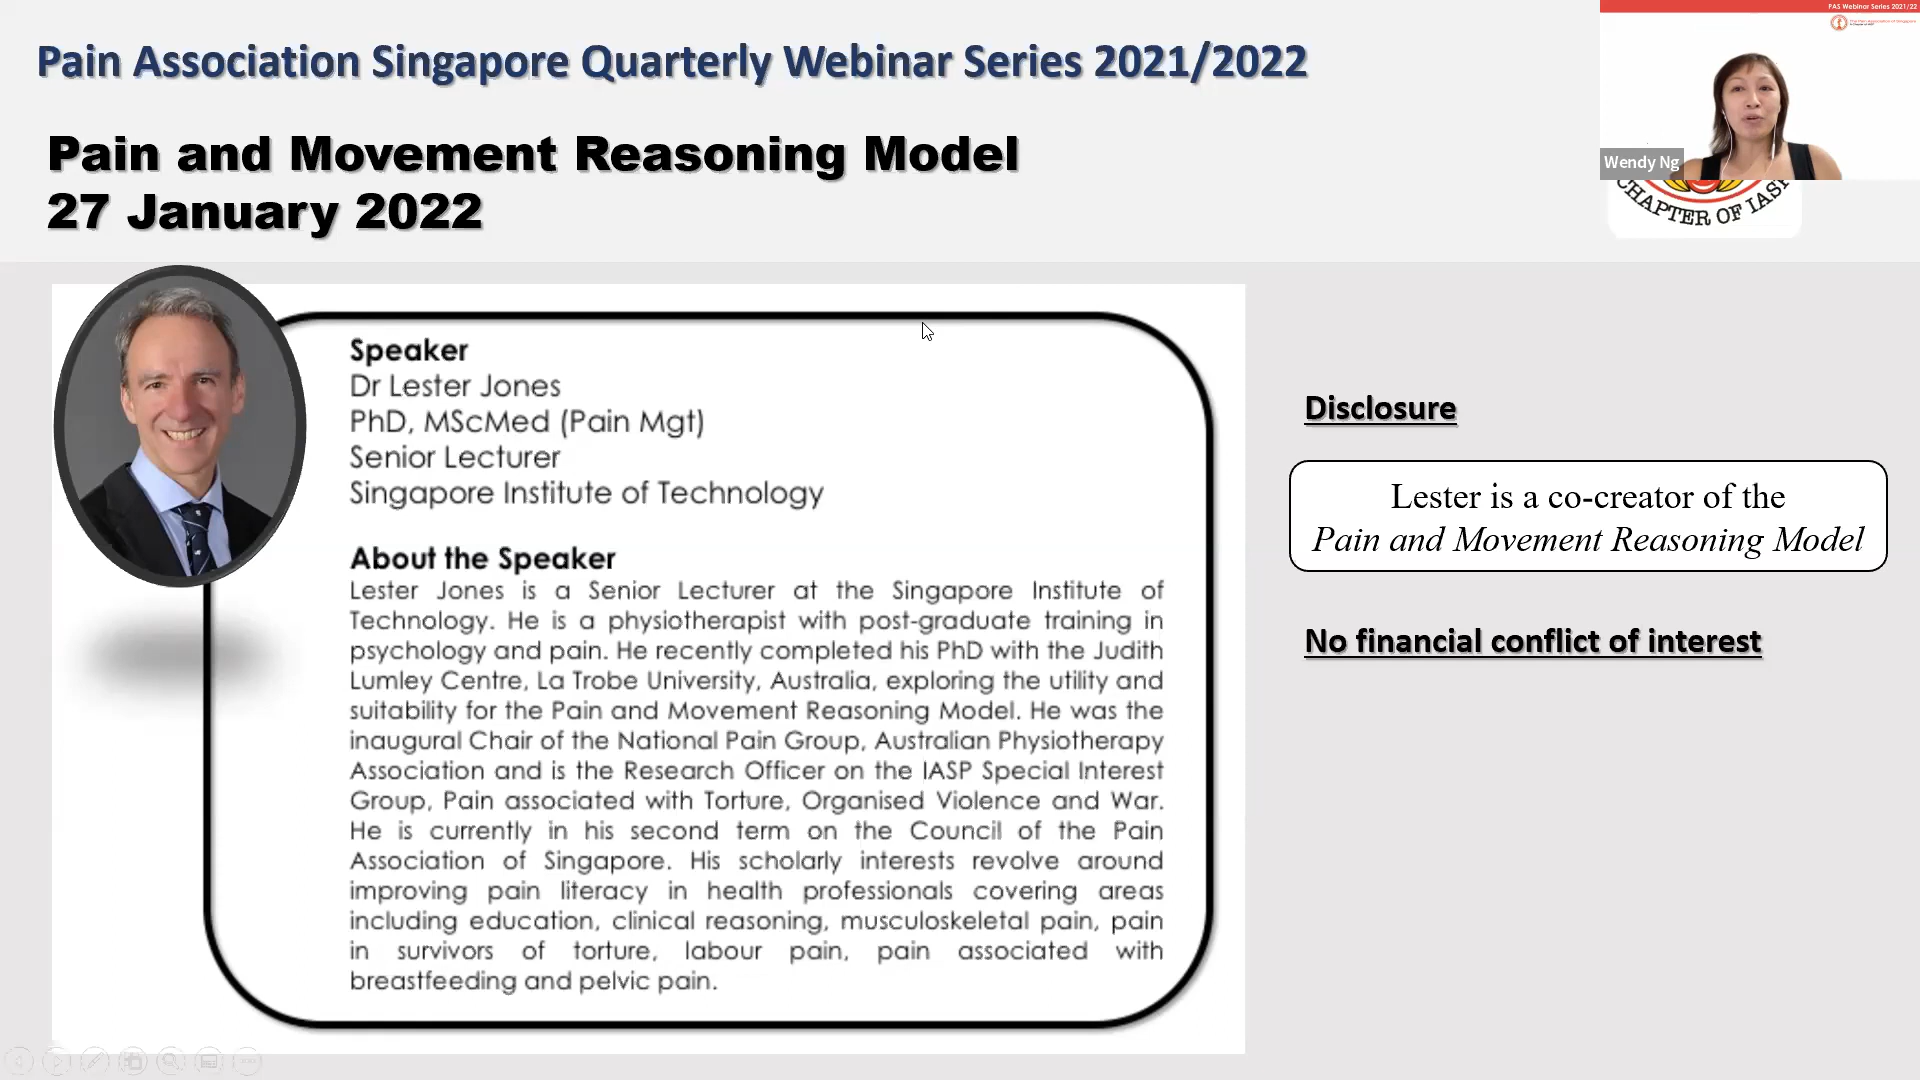 Pain Association Singapore Quarterly Webinar Series 2021/2022
PAS Webinar Series 2021/22
Pain and Movement Reasoning Model
27 January 2022
Wendy Ng
CHAPTER OF IASP
Speaker
Dr Lester Jones
PhD, MScMed (Pain Mgt)
Senior Lecturer
Singapore Institute of Technology
About the Speaker
Lester Jones is a Senior Lecturer at the Singapore Institute of
Technology. He is a physiotherapist with post-graduate training in
psychology and pain. He recently completed his PhD with the Judith
Lumley Centre, La Trobe University, Australia, exploring the utility and
suitability for the Pain and Movement Reasoning Model. He was the
inaugural Chair of the National Pain Group, Australian Physiotherapy
Association and is the Research Officer on the IASP Special Interest
Group, Pain associated with Torture, Organised Violence and War.
He is currently in his second term on the Council of the Pain
Association of Singapore. His scholarly interests revolve around
improving pain literacy in health professionals covering areas
including education, clinical reasoning, musculoskeletal pain, pain
in survivors of torture, labour pain, pain associated with
breastfeeding and pelvic pain.
Disclosure
Lester is a co-creator of the
Pain and Movement Reasoning Model
No financial conflict of interest